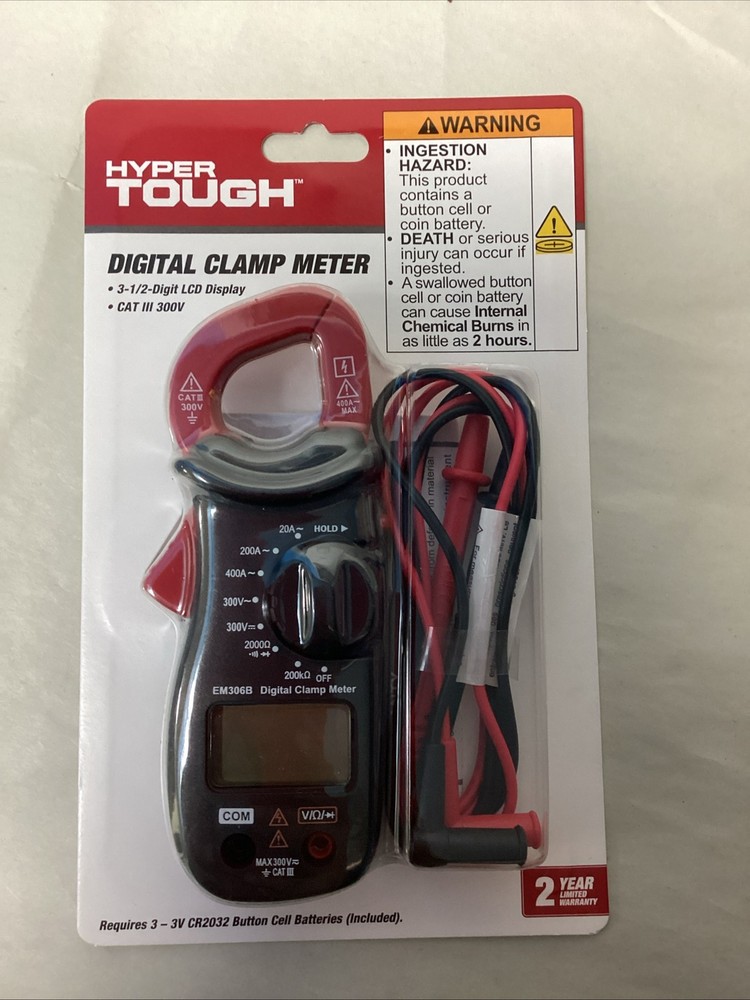 HYPER
TOUGH™
WARNING
• INGESTION
HAZARD:
This product
contains a
button cell or
coin battery.
• DEATH or serious
injury can occur if
ingested.
• A swallowed button
cell or coin battery
can cause Internal
Chemical Burns in
as little as 2 hours.
DIGITAL CLAMP METER
• 3-1/2-Digit LCD Display
• CAT III 300V
CAT III
300V
400A~
MAX
20A~ HOLD ▶
200A~
400A~
300V~
300V⎓
2000Ω
200kΩ OFF
EM306B Digital Clamp Meter
COM V/Ω/
MAX 300V≂
CAT III
material
2 YEAR
LIMITED
WARRANTY
Requires 3 – 3V CR2032 Button Cell Batteries (Included).